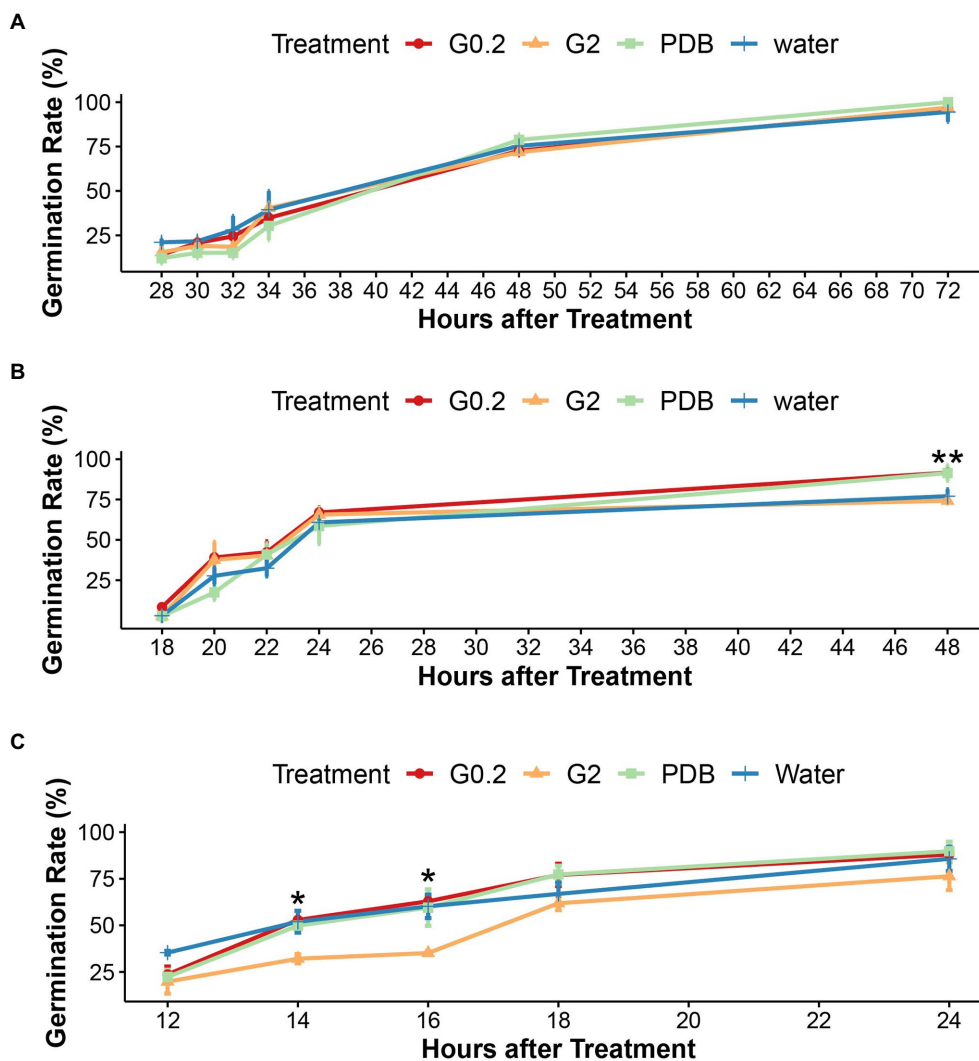 A
Treatment G0.2 G2 PDB water
Germination Rate (%)
100
75
50
25
28 30 32 34 36 38 40 42 44 46 48 50 52 54 56 58 60 62 64 66 68 70 72
Hours after Treatment
B
Treatment G0.2 G2 PDB water
Germination Rate (%)
100
75
50
25
**
18 20 22 24 26 28 30 32 34 36 38 40 42 44 46 48
Hours after Treatment
C
Treatment G0.2 G2 PDB Water
Germination Rate (%)
100
75
50
25
* *
12 14 16 18 20 22 24
Hours after Treatment